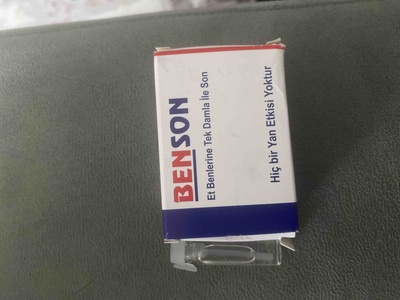 BENSON
Et Benlerine Tek Damla İle Son
Hiç bir Yan Etkisi Yoktur